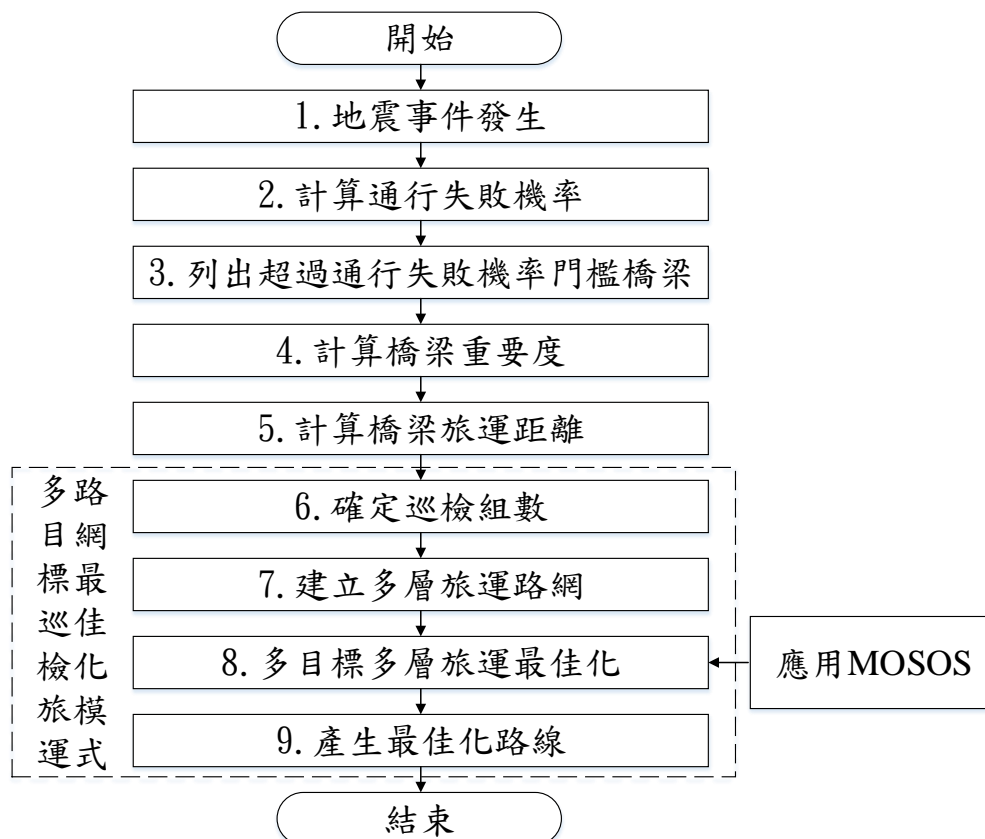 開始
1.地震事件發生
2.計算通行失敗機率
3.列出超過通行失敗機率門檻橋梁
4.計算橋梁重要度
5.計算橋梁旅運距離
多目標巡檢旅運
路網最佳化模式
6.確定巡檢組數
7.建立多層旅運路網
8.多目標多層旅運最佳化
應用MOSOS
9.產生最佳化路線
結束